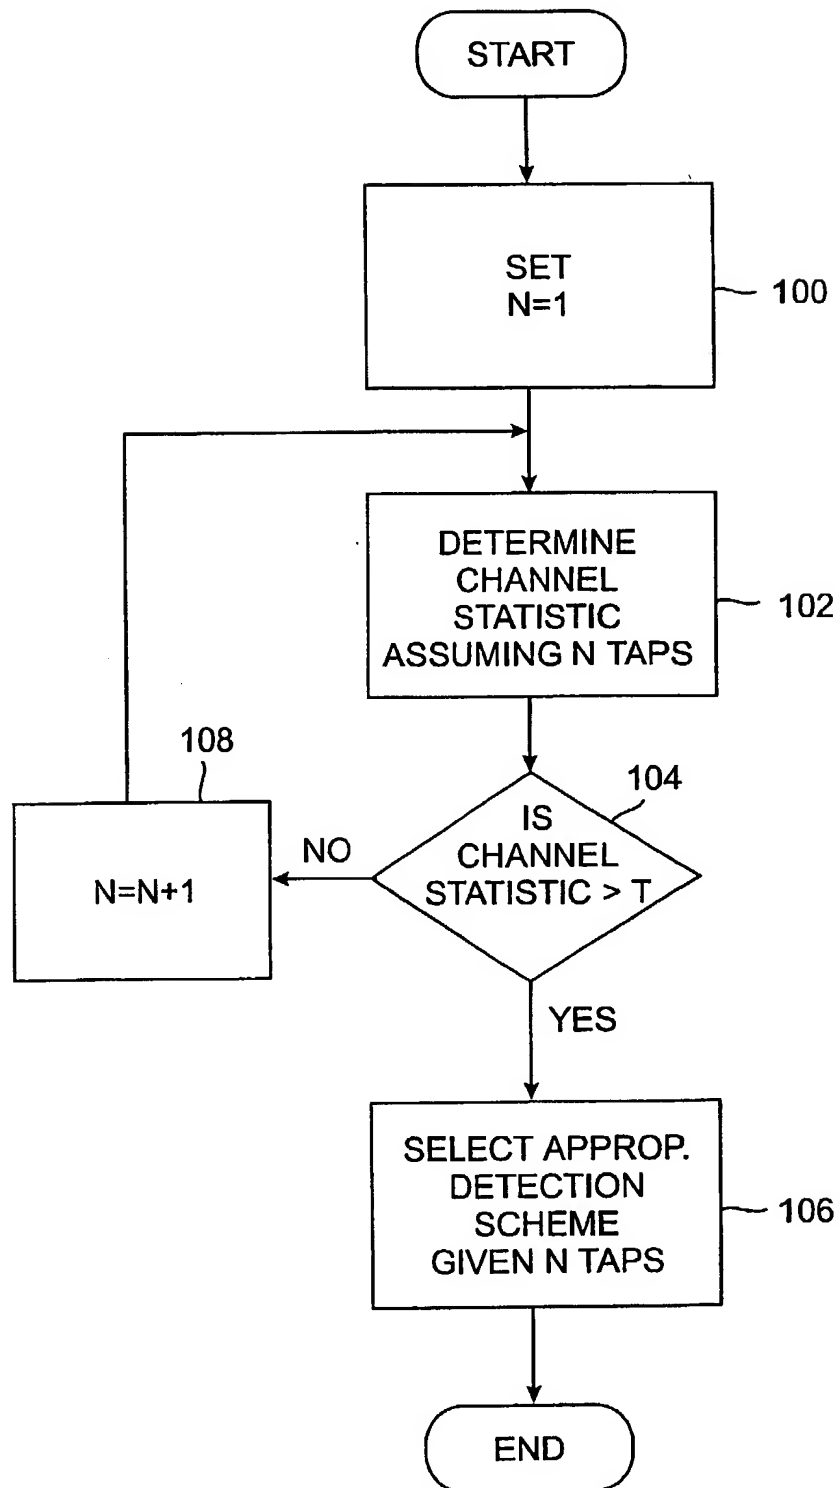 START
SET
N=1
100
DETERMINE
CHANNEL
STATISTIC
ASSUMING N TAPS
102
108
104
IS
CHANNEL
STATISTIC > T
NO
N=N+1
YES
SELECT APPROP.
DETECTION
SCHEME
GIVEN N TAPS
106
END